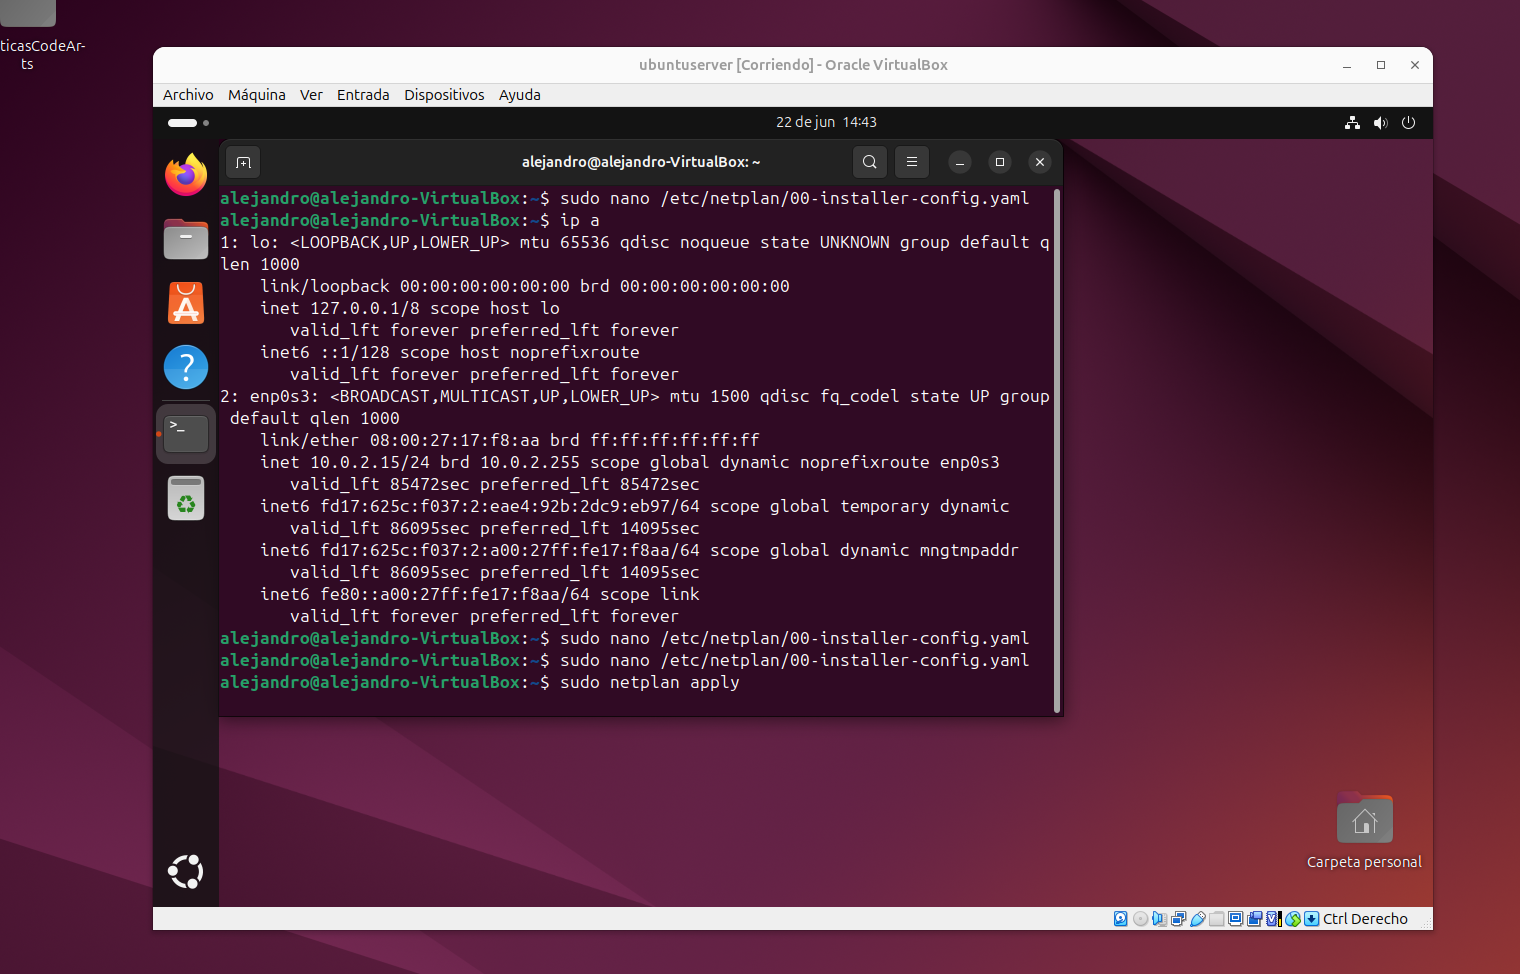 ticasCodeAr-
ts
ubuntuserver [Corriendo] - Oracle VirtualBox
Archivo Máquina Ver Entrada Dispositivos Ayuda
22 de jun 14:43
alejandro@alejandro-VirtualBox: ~
alejandro@alejandro-VirtualBox:~$ sudo nano /etc/netplan/00-installer-config.yaml
alejandro@alejandro-VirtualBox:~$ ip a
1: lo: <LOOPBACK,UP,LOWER_UP> mtu 65536 qdisc noqueue state UNKNOWN group default q
len 1000
    link/loopback 00:00:00:00:00:00 brd 00:00:00:00:00:00
    inet 127.0.0.1/8 scope host lo
       valid_lft forever preferred_lft forever
    inet6 ::1/128 scope host noprefixroute
       valid_lft forever preferred_lft forever
2: enp0s3: <BROADCAST,MULTICAST,UP,LOWER_UP> mtu 1500 qdisc fq_codel state UP group
 default qlen 1000
    link/ether 08:00:27:17:f8:aa brd ff:ff:ff:ff:ff:ff
    inet 10.0.2.15/24 brd 10.0.2.255 scope global dynamic noprefixroute enp0s3
       valid_lft 85472sec preferred_lft 85472sec
    inet6 fd17:625c:f037:2:eae4:92b:2dc9:eb97/64 scope global temporary dynamic
       valid_lft 86095sec preferred_lft 14095sec
    inet6 fd17:625c:f037:2:a00:27ff:fe17:f8aa/64 scope global dynamic mngtmpaddr
       valid_lft 86095sec preferred_lft 14095sec
    inet6 fe80::a00:27ff:fe17:f8aa/64 scope link
       valid_lft forever preferred_lft forever
alejandro@alejandro-VirtualBox:~$ sudo nano /etc/netplan/00-installer-config.yaml
alejandro@alejandro-VirtualBox:~$ sudo nano /etc/netplan/00-installer-config.yaml
alejandro@alejandro-VirtualBox:~$ sudo netplan apply
Carpeta personal
Ctrl Derecho